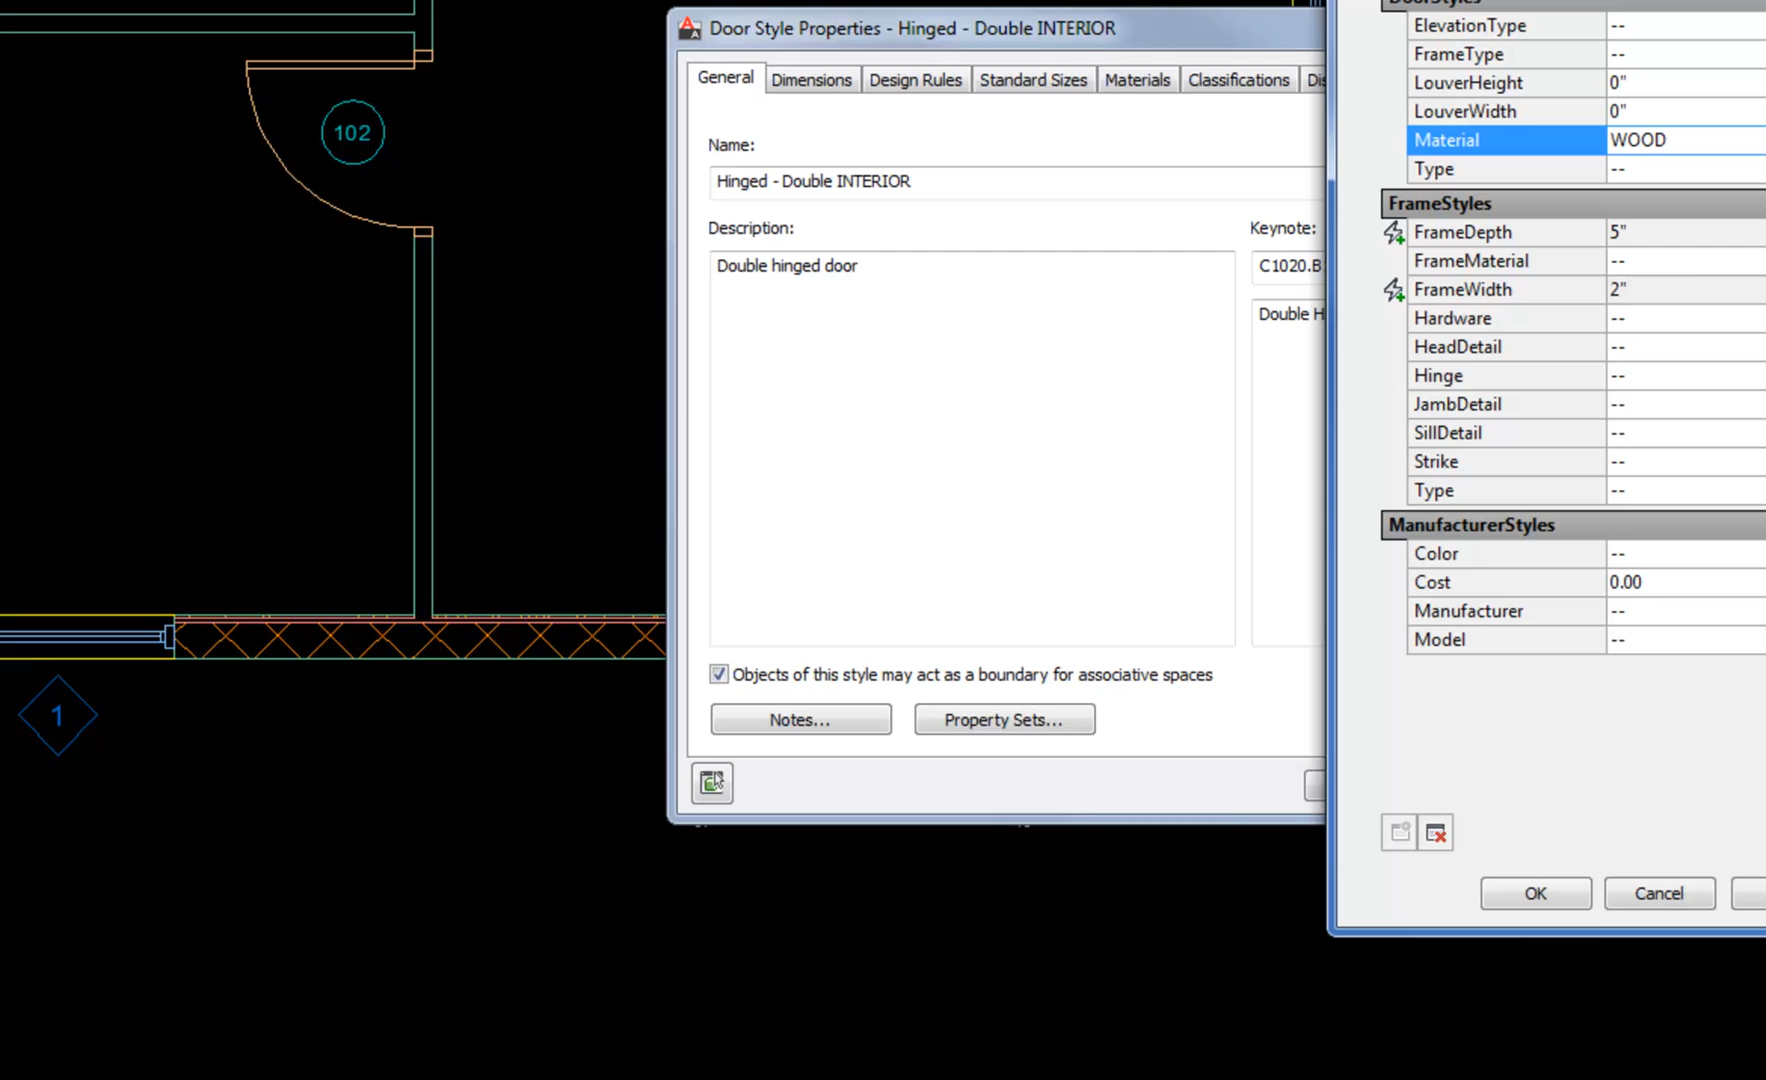 102
1
Door Style Properties - Hinged - Double INTERIOR
General
Dimensions
Design Rules
Standard Sizes
Materials
Classifications
Name:
Hinged - Double INTERIOR
Description:
Double hinged door
Keynote:
C1020.B
Double H
Objects of this style may act as a boundary for associative spaces
Notes...
Property Sets...
DoorStyles
ElevationType --
FrameType --
LouverHeight 0"
LouverWidth 0"
Material WOOD
Type --
FrameStyles
FrameDepth 5"
FrameMaterial --
FrameWidth 2"
Hardware --
HeadDetail --
Hinge --
JambDetail --
SillDetail --
Strike --
Type --
ManufacturerStyles
Color --
Cost 0.00
Manufacturer --
Model --
OK
Cancel